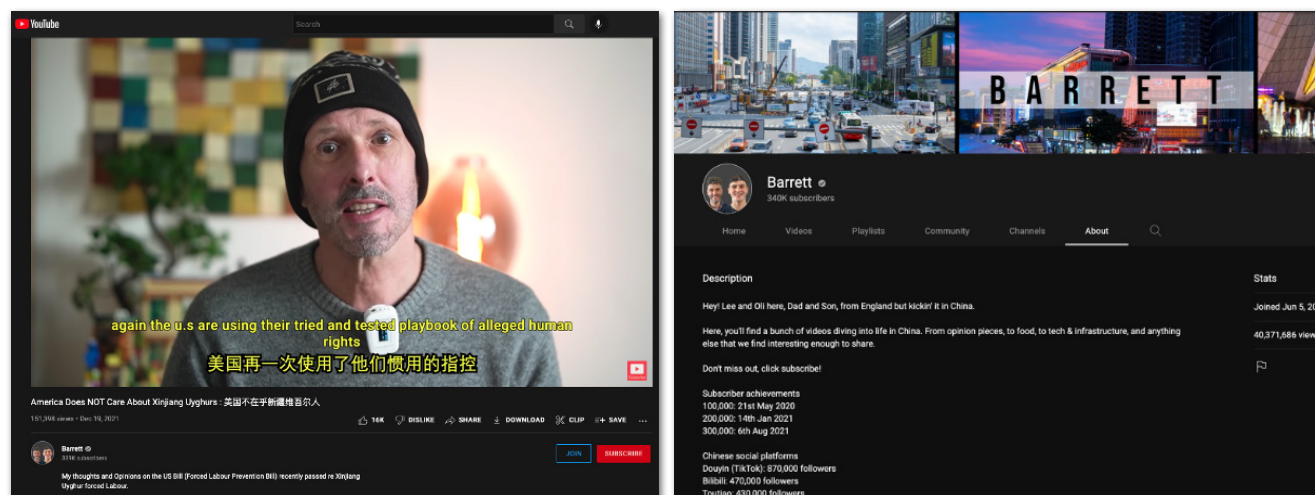 YouTube
Search
again the u.s are using their tried and tested playbook of alleged human
rights
美国再一次使用了他们惯用的指控
America Does NOT Care About Xinjiang Uyghurs : 美国不在乎新疆维吾尔人
151,398 views • Dec 19, 2021
16K DISLIKE SHARE DOWNLOAD CLIP SAVE ...
Barrett
subscribers
JOIN SUBSCRIBE
My thoughts and Opinions on the US Bill (Forced Labour Prevention Bill) recently passed re Xinjiang
Uyghur forced Labour.
BARRETT
Barrett
340K subscribers
Home Videos Playlists Community Channels About
Description
Hey! Lee and Oli here, Dad and Son, from England but kickin' it in China.
Here, you'll find a bunch of videos diving into life in China. From opinion pieces, to food, to tech & infrastructure, and anything
else that we find interesting enough to share.
Don't miss out, click subscribe!
Subscriber achievements
100,000: 21st May 2020
200,000: 14th Jan 2021
300,000: 6th Aug 2021
Chinese social platforms
Douyin (TikTok): 870,000 followers
Bilibili: 470,000 followers
Toutiao: 430,000 followers
Stats
Joined Jun 5, 20
40,371,686 view